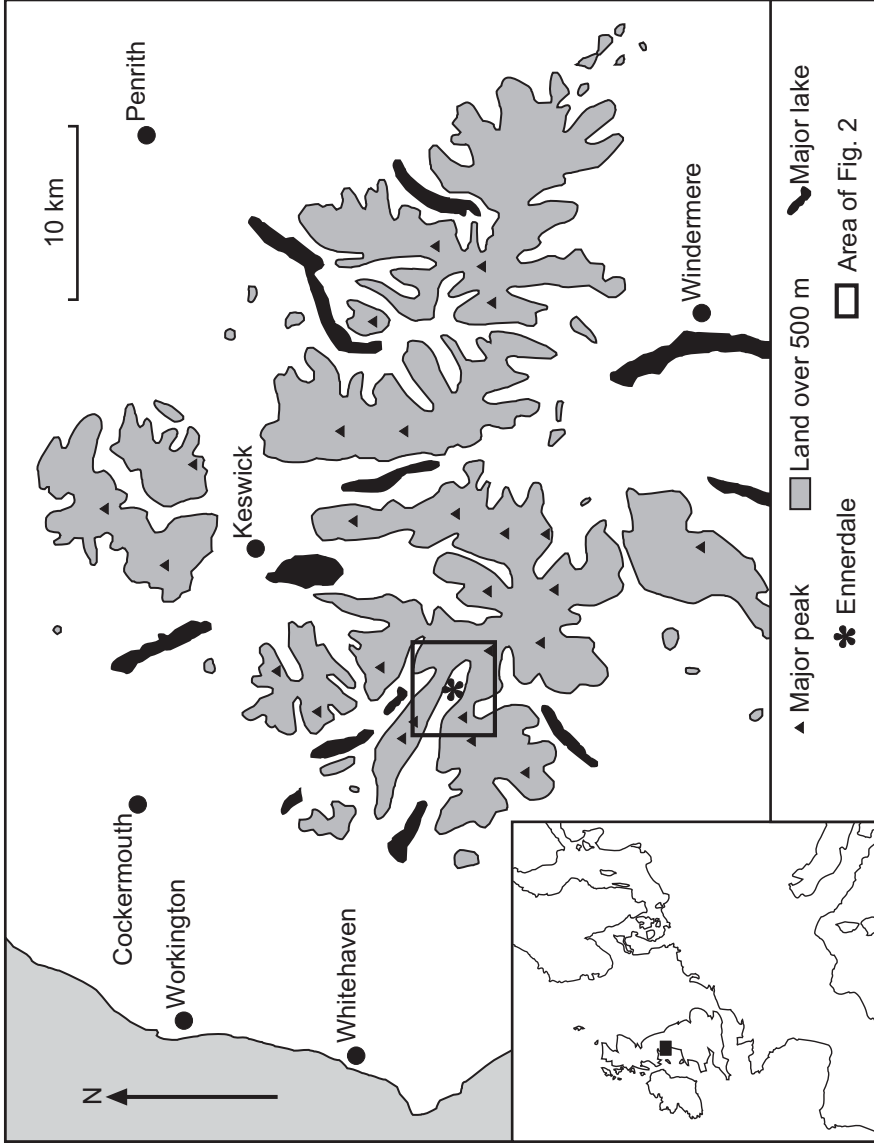 N
10 km
Penrith
Cockermouth
Workington
Keswick
Whitehaven
Windermere
Major peak
Land over 500 m
Major lake
Ennerdale
Area of Fig. 2